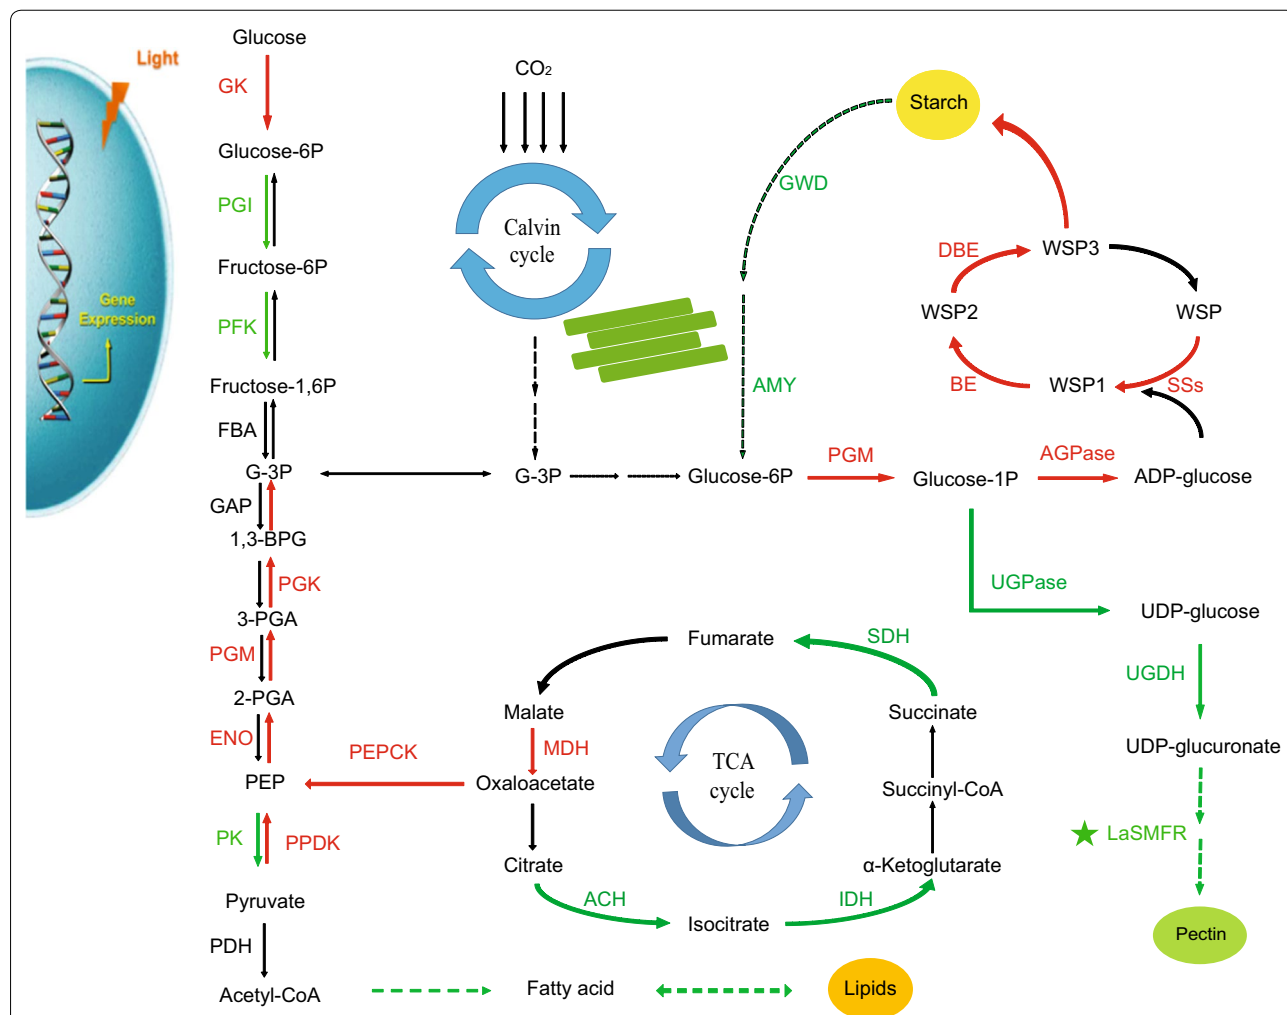 Light
Gene
Expression
Glucose
GK
Glucose-6P
PGI
Fructose-6P
PFK
Fructose-1,6P
FBA
G-3P
GAP
1,3-BPG
PGK
3-PGA
PGM
2-PGA
ENO
PEP
PK
PPDK
Pyruvate
PDH
Acetyl-CoA
CO2
Calvin
cycle
G-3P
Glucose-6P
PGM
Glucose-1P
AGPase
ADP-glucose
Starch
GWD
AMY
DBE
WSP3
WSP2
WSP
BE
WSP1
SSs
UGPase
UDP-glucose
UGDH
UDP-glucuronate
LaSMFR
Pectin
Fumarate
SDH
Malate
Succinate
MDH
TCA
cycle
PEPCK
Oxaloacetate
Succinyl-CoA
Citrate
α-Ketoglutarate
ACH
IDH
Isocitrate
Fatty acid
Lipids